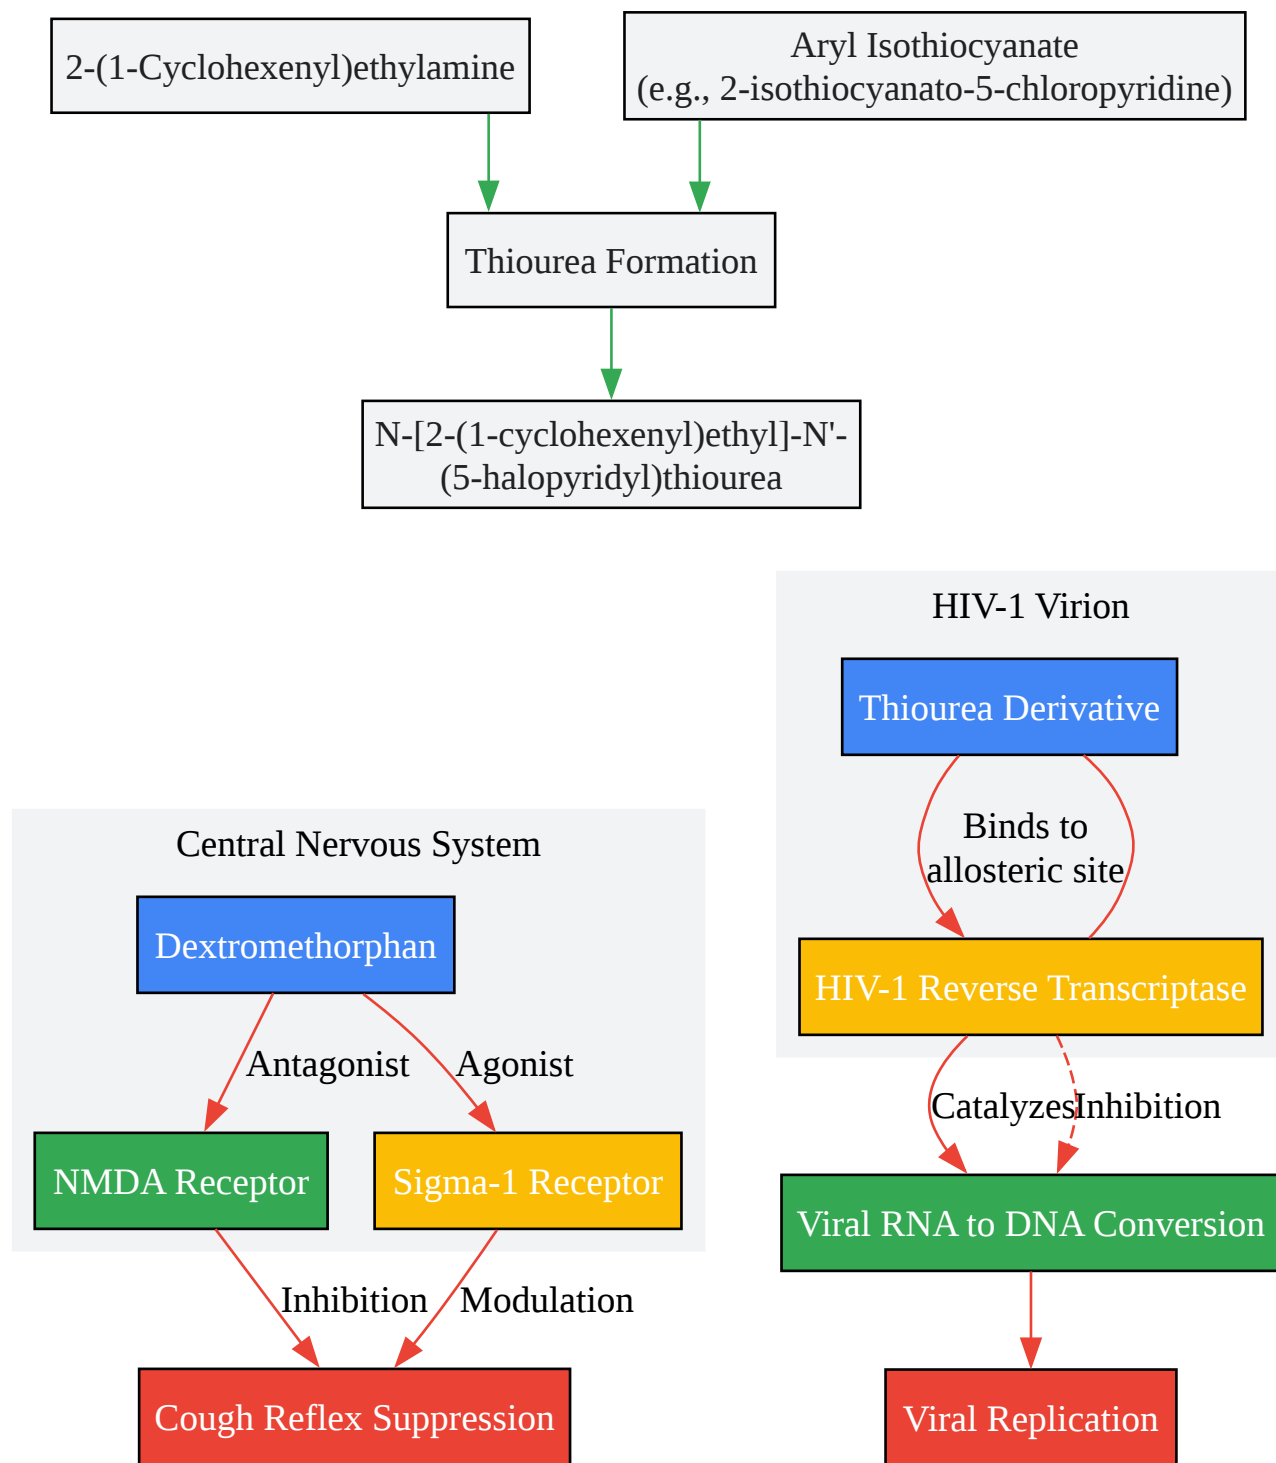 2-(1-Cyclohexenyl)ethylamine
Aryl Isothiocyanate
(e.g., 2-isothiocyanato-5-chloropyridine)
Thiourea Formation
N-[2-(1-cyclohexenyl)ethyl]-N'-
(5-halopyridyl)thiourea
HIV-1 Virion
Thiourea Derivative
Binds to
allosteric site
HIV-1 Reverse Transcriptase
Catalyzes
Inhibition
Viral RNA to DNA Conversion
Viral Replication
Central Nervous System
Dextromethorphan
Antagonist
Agonist
NMDA Receptor
Sigma-1 Receptor
Inhibition
Modulation
Cough Reflex Suppression